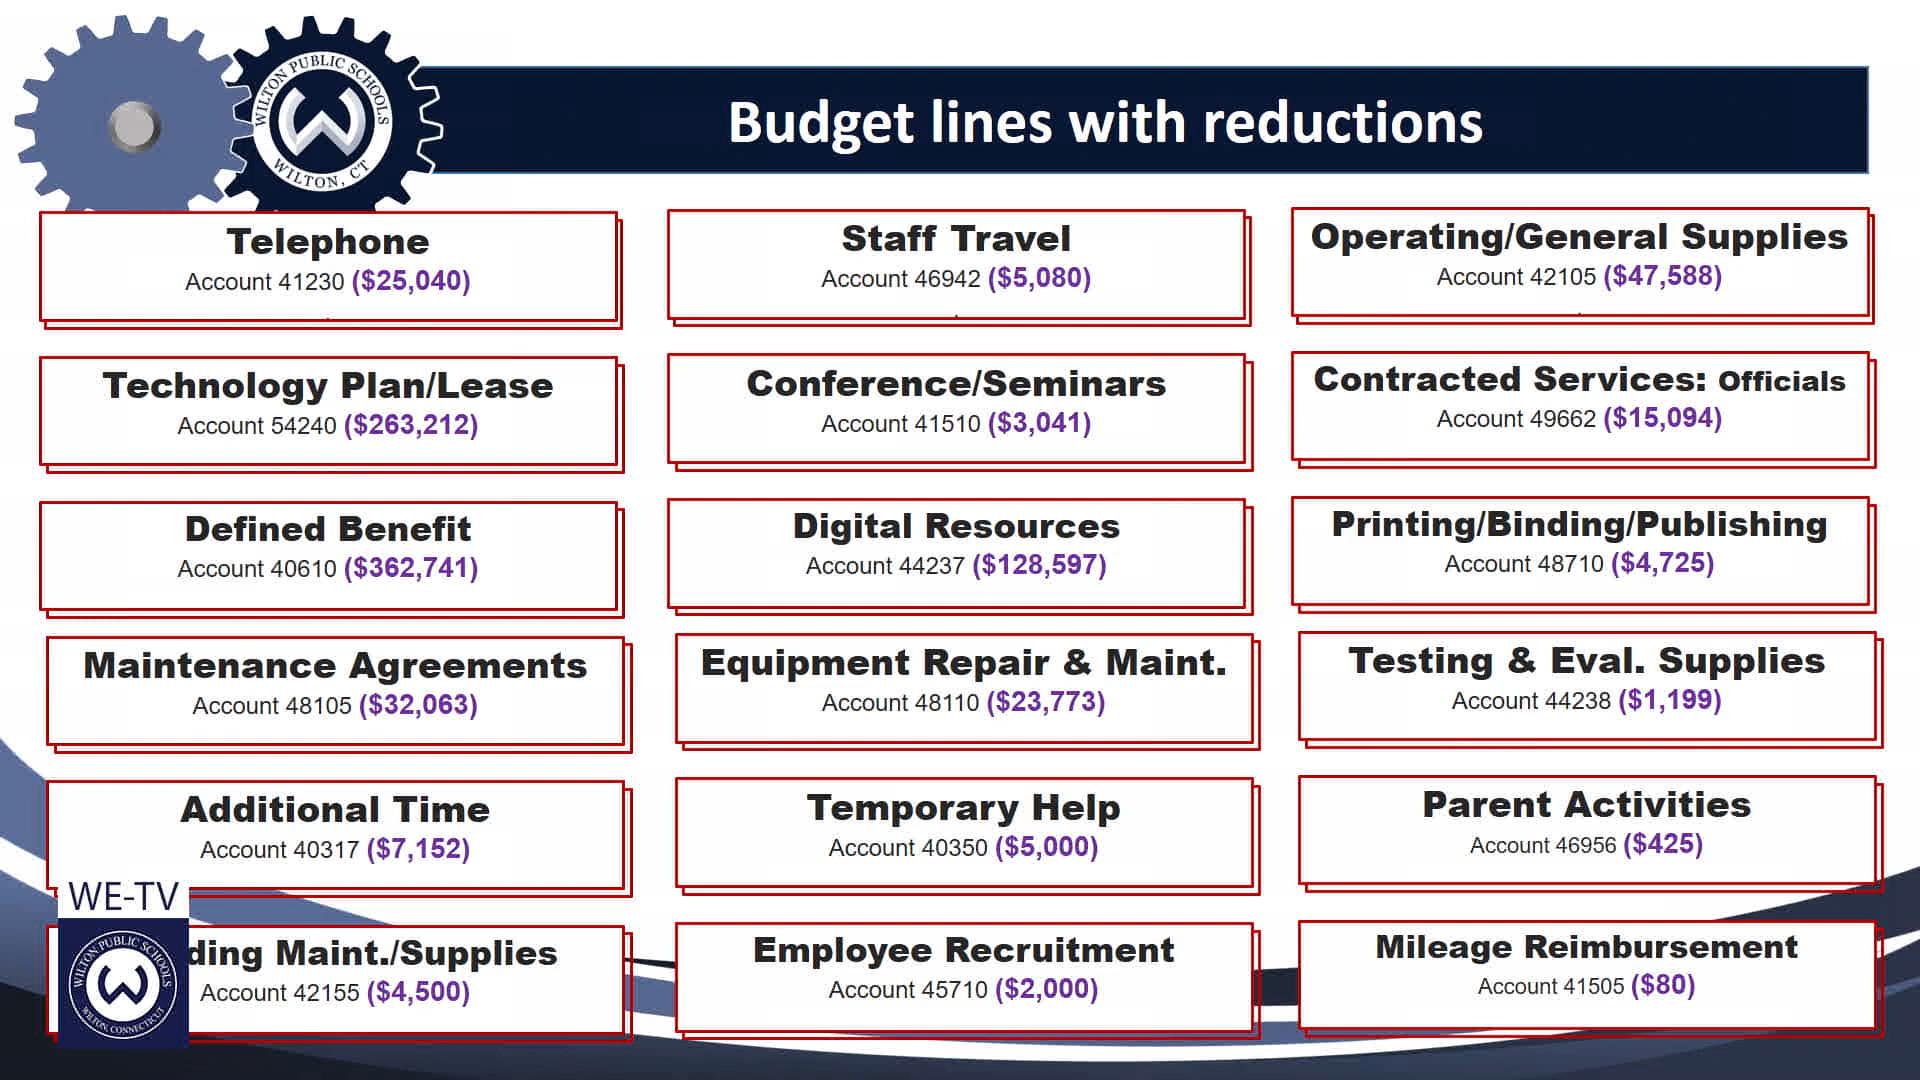 WILTON PUBLIC SCHOOLS
WILTON, CT
Budget lines with reductions
Telephone
Account 41230 ($25,040)
Staff Travel
Account 46942 ($5,080)
Operating/General Supplies
Account 42105 ($47,588)
Technology Plan/Lease
Account 54240 ($263,212)
Conference/Seminars
Account 41510 ($3,041)
Contracted Services: Officials
Account 49662 ($15,094)
Defined Benefit
Account 40610 ($362,741)
Digital Resources
Account 44237 ($128,597)
Printing/Binding/Publishing
Account 48710 ($4,725)
Maintenance Agreements
Account 48105 ($32,063)
Equipment Repair & Maint.
Account 48110 ($23,773)
Testing & Eval. Supplies
Account 44238 ($1,199)
Additional Time
Account 40317 ($7,152)
Temporary Help
Account 40350 ($5,000)
Parent Activities
Account 46956 ($425)
WE-TV
WILTON PUBLIC SCHOOLS
WILTON, CONNECTICUT
ding Maint./Supplies
Account 42155 ($4,500)
Employee Recruitment
Account 45710 ($2,000)
Mileage Reimbursement
Account 41505 ($80)